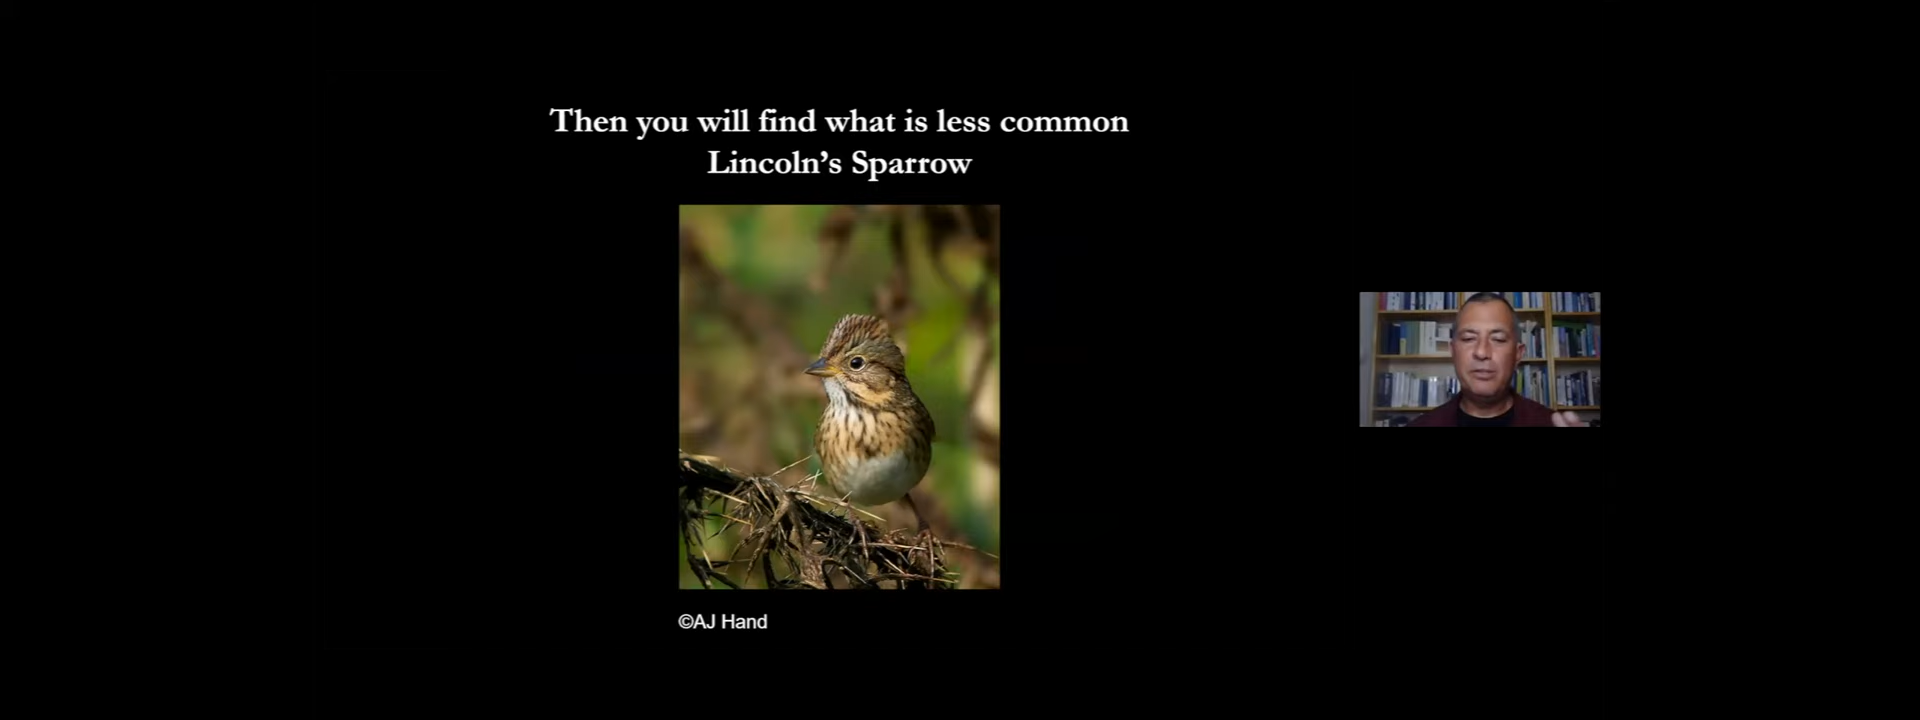 Then you will find what is less common
Lincoln’s Sparrow
©AJ Hand